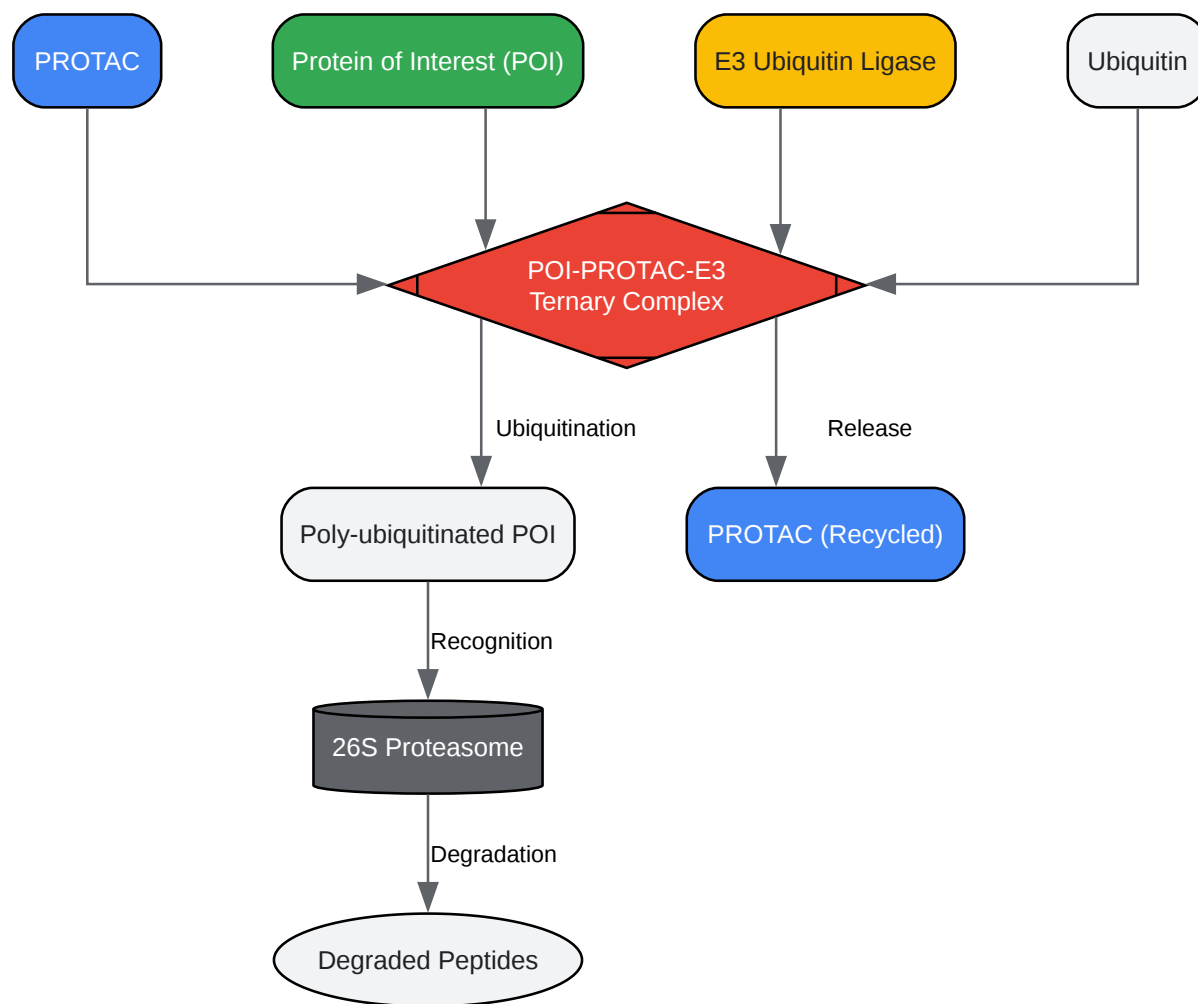 PROTAC
Protein of Interest (POI)
E3 Ubiquitin Ligase
Ubiquitin
POI-PROTAC-E3
Ternary Complex
Ubiquitination
Release
Poly-ubiquitinated POI
PROTAC (Recycled)
Recognition
26S Proteasome
Degradation
Degraded Peptides